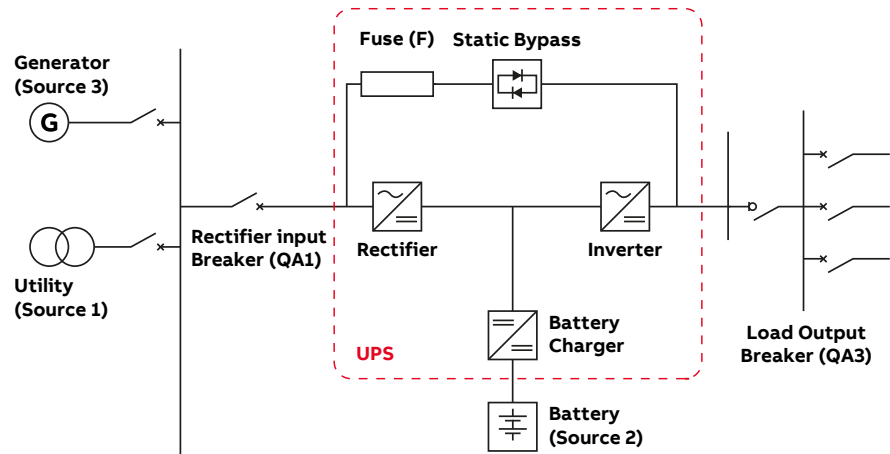 Fuse (F)
Static Bypass
Generator
(Source 3)
G
Rectifier input
Breaker (QA1)
Rectifier
Inverter
Utility
(Source 1)
Battery
Charger
UPS
Load Output
Breaker (QA3)
Battery
(Source 2)